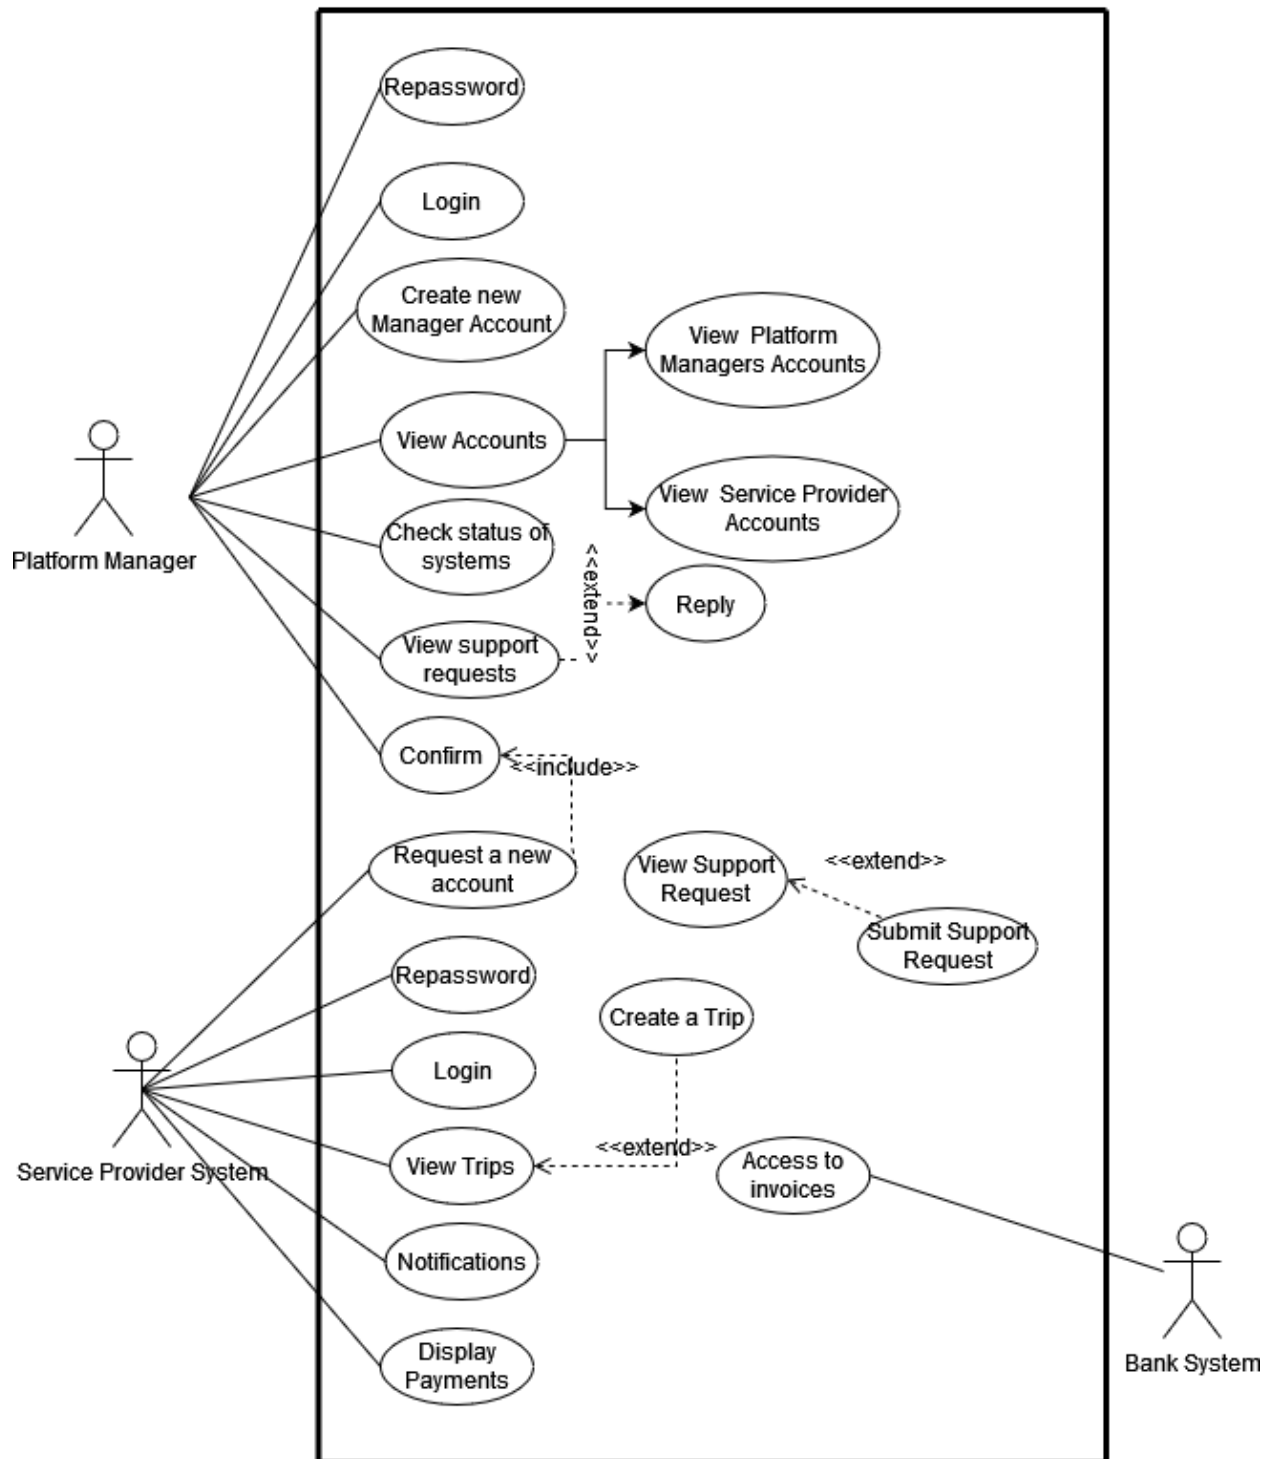 Repassword
Login
Create new
Manager Account
View  Platform
Managers Accounts
View Accounts
View  Service Provider
Accounts
Platform Manager
Check status of
systems
<<extend>>
Reply
View support
requests
Confirm
<<include>>
Request a new
account
View Support
Request
<<extend>>
Submit Support
Request
Repassword
Create a Trip
Login
Service Provider System
View Trips
<<extend>>
Access to
invoices
Notifications
Bank System
Display
Payments